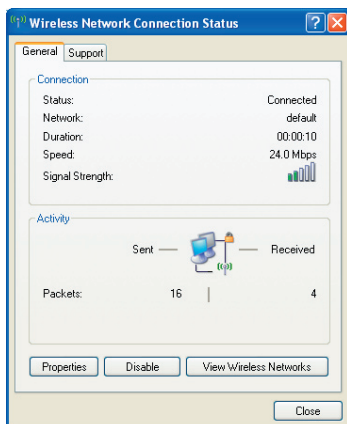 Wireless Network Connection Status
General Support
Connection
Status: Connected
Network: default
Duration: 00:00:10
Speed: 24.0 Mbps
Signal Strength:
Activity
Sent Received
Packets: 16 4
Properties Disable View Wireless Networks
Close